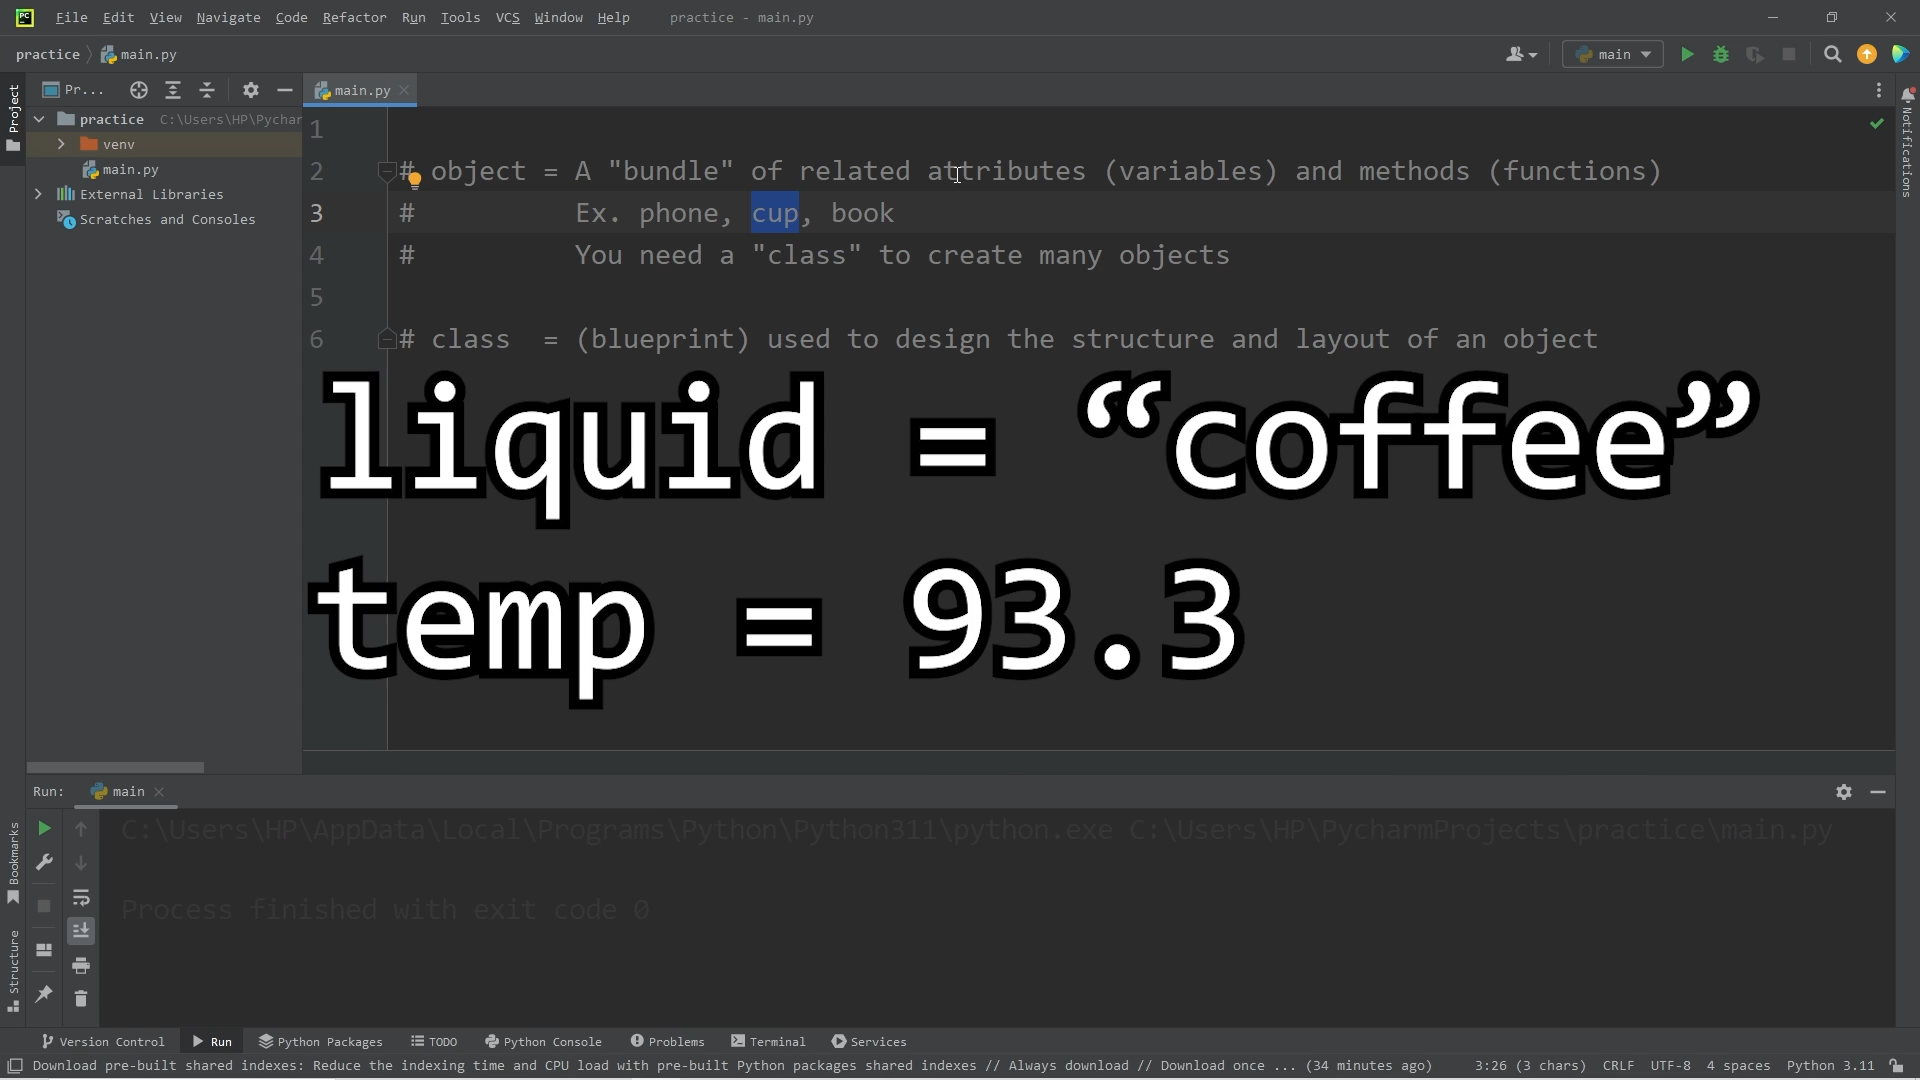 File Edit View Navigate Code Refactor Run Tools VCS Window Help practice - main.py
practice main.py main
Project
Pr... main.py
practice C:\Users\HP\Pychar
venv
main.py
External Libraries
Scratches and Consoles
Notifications
1
2 # object = A "bundle" of related attributes (variables) and methods (functions)
3 # Ex. phone, cup, book
4 # You need a "class" to create many objects
5
6 # class = (blueprint) used to design the structure and layout of an object
liquid = “coffee”
temp = 93.3
Run: main
C:\Users\HP\AppData\Local\Programs\Python\Python311\python.exe C:\Users\HP\PycharmProjects\practice\main.py
Process finished with exit code 0
Bookmarks
Structure
Version Control Run Python Packages TODO Python Console Problems Terminal Services
Download pre-built shared indexes: Reduce the indexing time and CPU load with pre-built Python packages shared indexes // Always download // Download once ... (34 minutes ago) 3:26 (3 chars) CRLF UTF-8 4 spaces Python 3.11